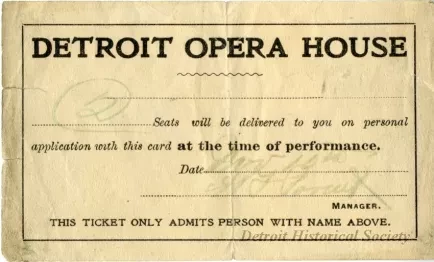 DETROIT OPERA HOUSE
Seats will be delivered to you on personal
application with this card at the time of performance.
Date
MANAGER.
THIS TICKET ONLY ADMITS PERSON WITH NAME ABOVE.
Detroit Historical Society